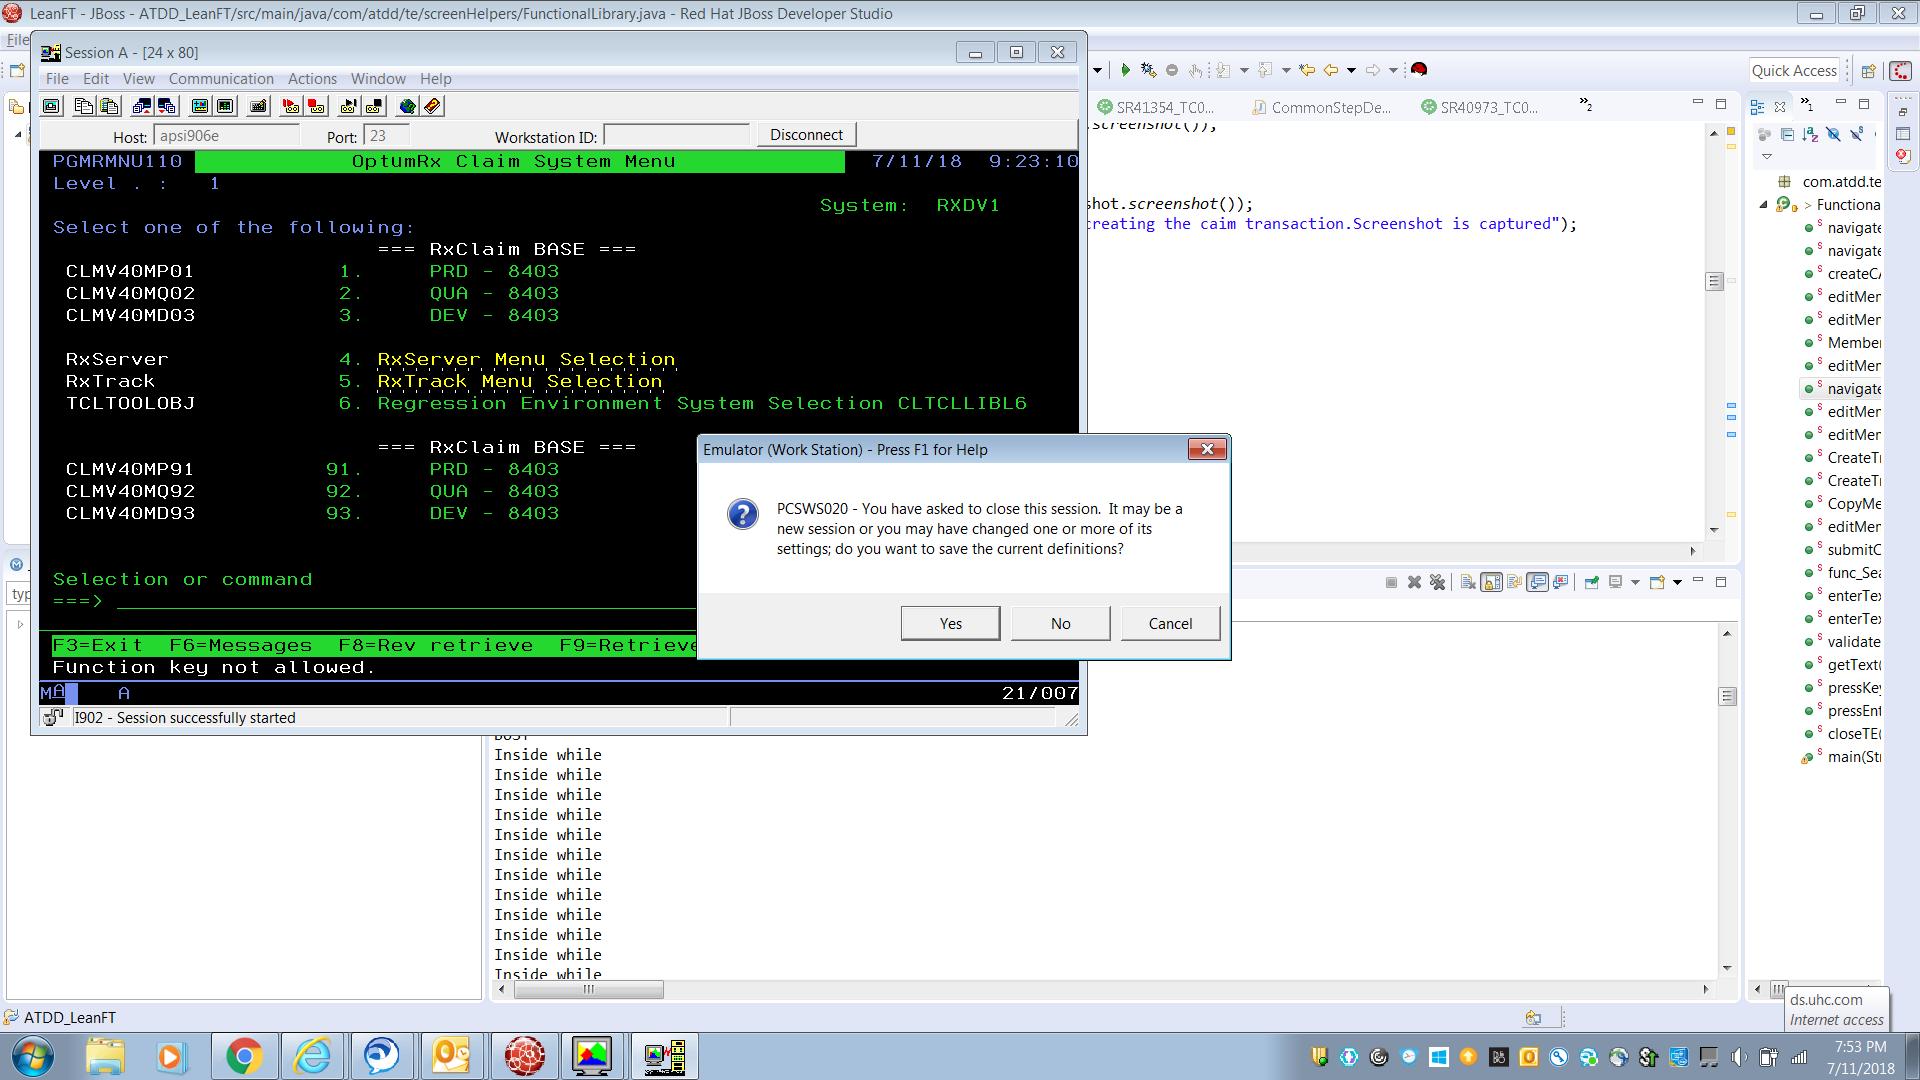 LeanFT - JBoss - ATDD_LeanFT/src/main/java/com/atdd/te/screenHelpers/FunctionalLibrary.java - Red Hat JBoss Developer Studio
File
Session A - [24 x 80]
File Edit View Communication Actions Window Help
Host: apsi906e Port: 23 Workstation ID: Disconnect
PGMRMNU110 OptumRx Claim System Menu 7/11/18 9:23:10
Level . : 1
System: RXDV1
Select one of the following:
=== RxClaim BASE ===
CLMV40MP01 1. PRD - 8403
CLMV40MQ02 2. QUA - 8403
CLMV40MD03 3. DEV - 8403
RxServer 4. RxServer Menu Selection
RxTrack 5. RxTrack Menu Selection
TCLTOOLOBJ 6. Regression Environment System Selection CLTCLLIBL6
=== RxClaim BASE ===
CLMV40MP91 91. PRD - 8403
CLMV40MQ92 92. QUA - 8403
CLMV40MD93 93. DEV - 8403
Selection or command
===>
F3=Exit F6=Messages F8=Rev retrieve F9=Retrieve
Function key not allowed.
MA A 21/007
I902 - Session successfully started
Emulator (Work Station) - Press F1 for Help
PCSWS020 - You have asked to close this session. It may be a
new session or you may have changed one or more of its
settings; do you want to save the current definitions?
Yes No Cancel
Quick Access
SR41354_TC0... CommonStepDe... SR40973_TC0... »2
.screenshot());
shot.screenshot());
creating the caim transaction.Screenshot is captured");
»1
com.atdd.te
> Functiona
navigate
navigate
createCA
editMen
editMen
Member
editMen
navigate
editMen
editMen
CreateTr
CreateTr
CopyMe
editMen
submitC
func_Sea
enterTex
enterTex
validate
getText(
pressKey
pressEnt
closeTE(
main(Str
typ
Inside while
Inside while
Inside while
Inside while
Inside while
Inside while
Inside while
Inside while
Inside while
Inside while
Inside while
Inside while
ATDD_LeanFT
ds.uhc.com
Internet access
7:53 PM
7/11/2018